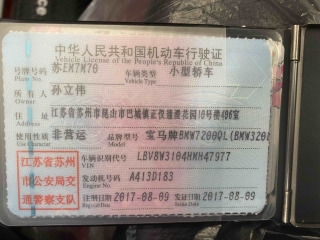 中华人民共和国机动车行驶证
Vehicle License of the People's Republic of China
号牌号码 苏EM7M78 车辆类型 小型轿车
Plate No. Vehicle Type
所有人 孙立伟
Owner
住址 江苏省苏州市昆山市巴城镇正仪缘澄花园10号楼406室
Address
使用性质 非营运 品牌型号 宝马牌BMW7200QL(BMW320L
Use Character Model
江苏省苏州
市公安局交
通警察支队
车辆识别代号 LBV8W3104HMH47977
VIN
发动机号码 A413D183
Engine No.
注册日期 2017-08-09 发证日期 2017-08-09
Register Date Issue Date